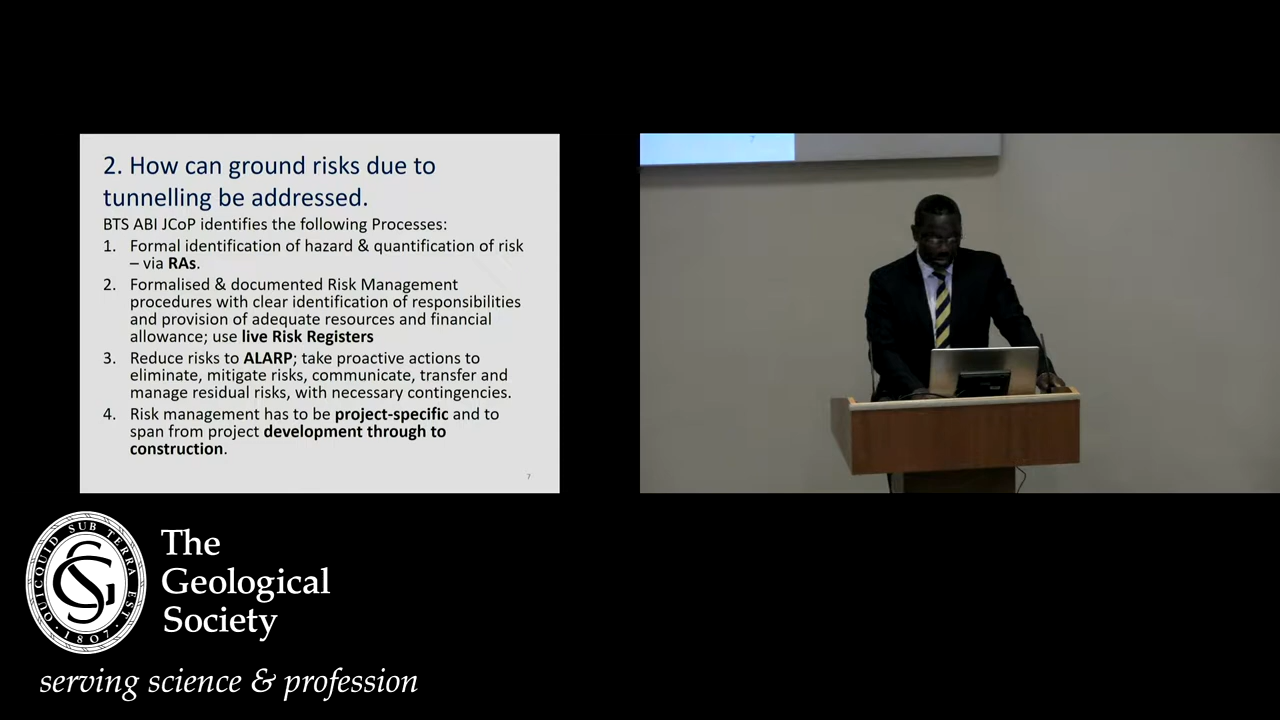 2. How can ground risks due to
tunnelling be addressed.
BTS ABI JCoP identifies the following Processes:
1. Formal identification of hazard & quantification of risk
– via RAs.
2. Formalised & documented Risk Management
procedures with clear identification of responsibilities
and provision of adequate resources and financial
allowance; use live Risk Registers
3. Reduce risks to ALARP; take proactive actions to
eliminate, mitigate risks, communicate, transfer and
manage residual risks, with necessary contingencies.
4. Risk management has to be project-specific and to
span from project development through to
construction.
7
7
QUICQUID SUB TERRA EST
· 1807 ·
GS
The
Geological
Society
serving science & profession